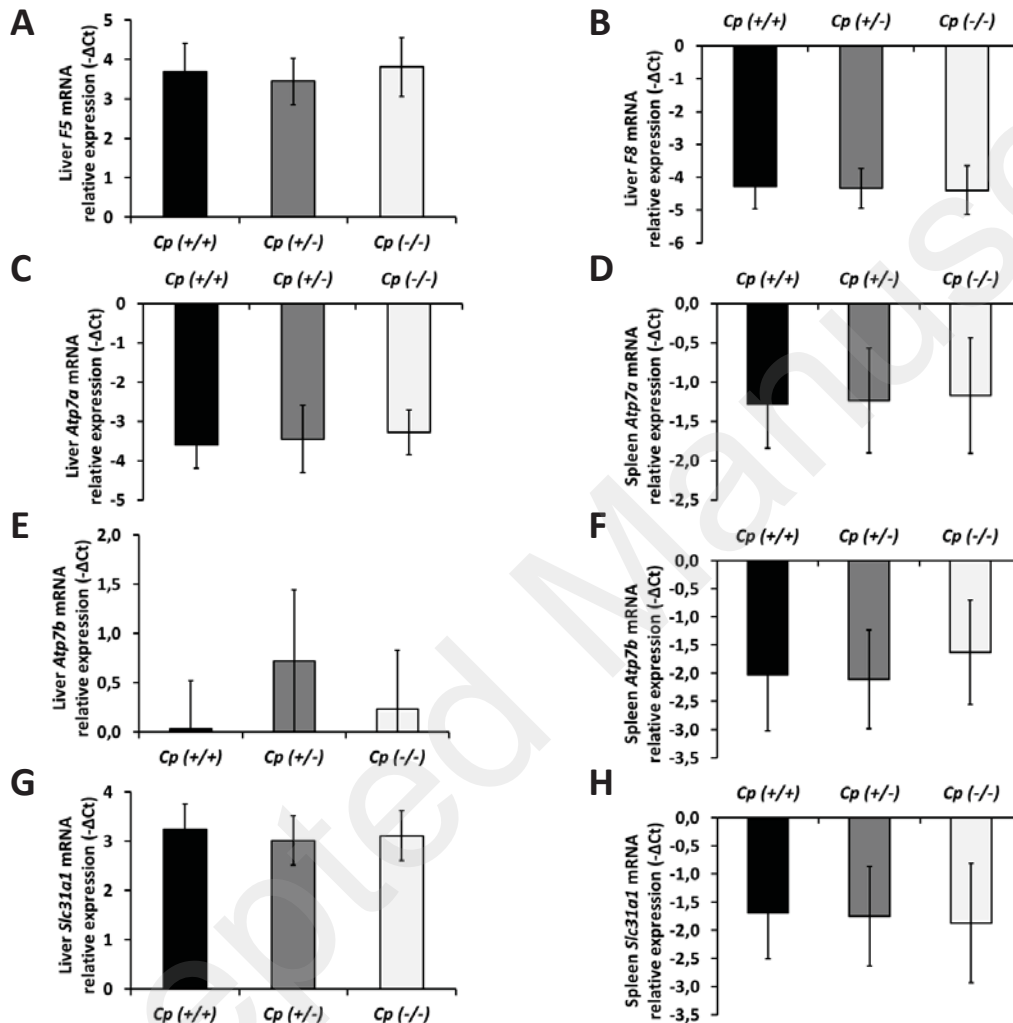 A
Liver F5 mRNA
relative expression (-ΔCt)
5
4
3
2
1
0
Cp (+/+) Cp (+/-) Cp (-/-)
B
Liver F8 mRNA
relative expression (-ΔCt)
Cp (+/+) Cp (+/-) Cp (-/-)
0
-1
-2
-3
-4
-5
-6
C
Liver Atp7a mRNA
relative expression (-ΔCt)
Cp (+/+) Cp (+/-) Cp (-/-)
0
-1
-2
-3
-4
-5
D
Spleen Atp7a mRNA
relative expression (-ΔCt)
Cp (+/+) Cp (+/-) Cp (-/-)
0,0
-0,5
-1,0
-1,5
-2,0
-2,5
E
Liver Atp7b mRNA
relative expression (-ΔCt)
2,0
1,5
1,0
0,5
0,0
Cp (+/+) Cp (+/-) Cp (-/-)
F
Spleen Atp7b mRNA
relative expression (-ΔCt)
Cp (+/+) Cp (+/-) Cp (-/-)
0,0
-0,5
-1,0
-1,5
-2,0
-2,5
-3,0
-3,5
G
Liver Slc31a1 mRNA
relative expression (-ΔCt)
4
3
2
1
0
Cp (+/+) Cp (+/-) Cp (-/-)
H
Spleen Slc31a1 mRNA
relative expression (-ΔCt)
Cp (+/+) Cp (+/-) Cp (-/-)
0,0
-0,5
-1,0
-1,5
-2,0
-2,5
-3,0
-3,5
epted Manus